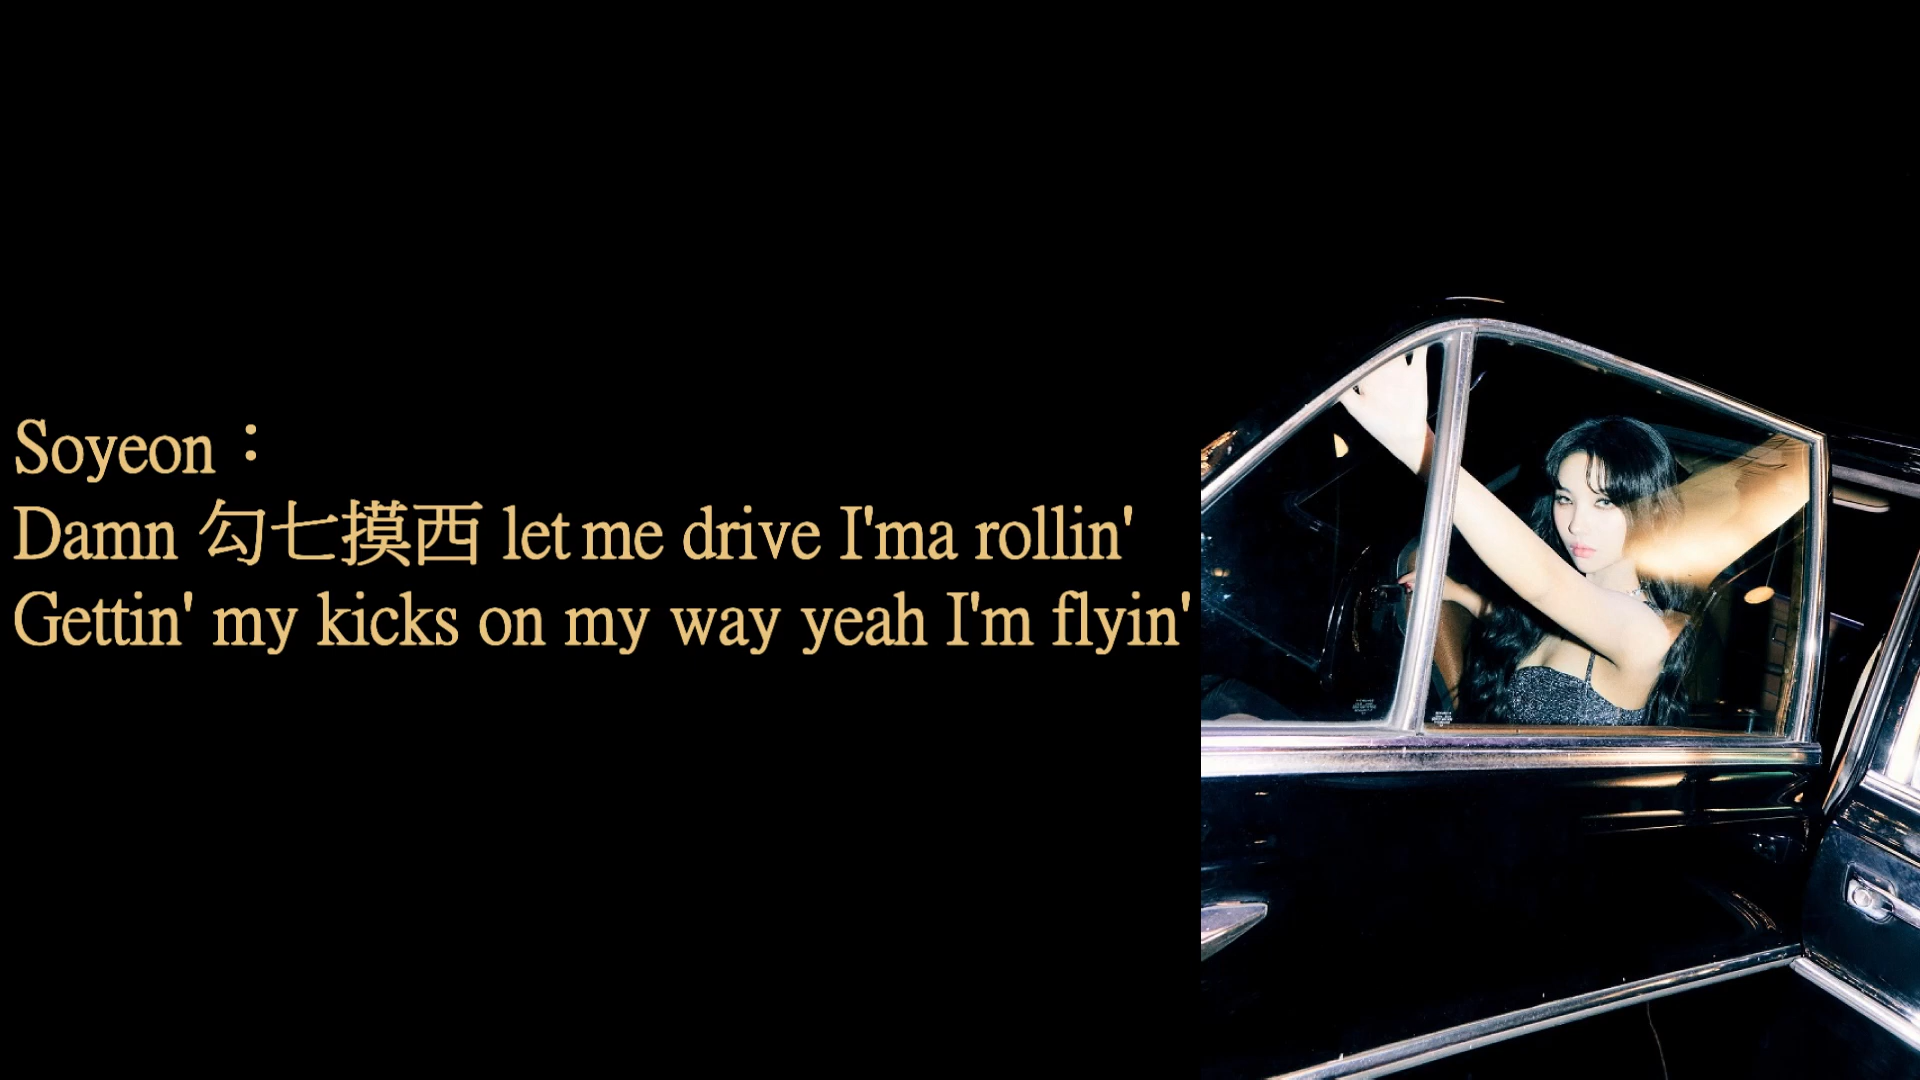 Soyeon：
Damn 勾七摸西 let me drive I'ma rollin'
Gettin' my kicks on my way yeah I'm flyin'